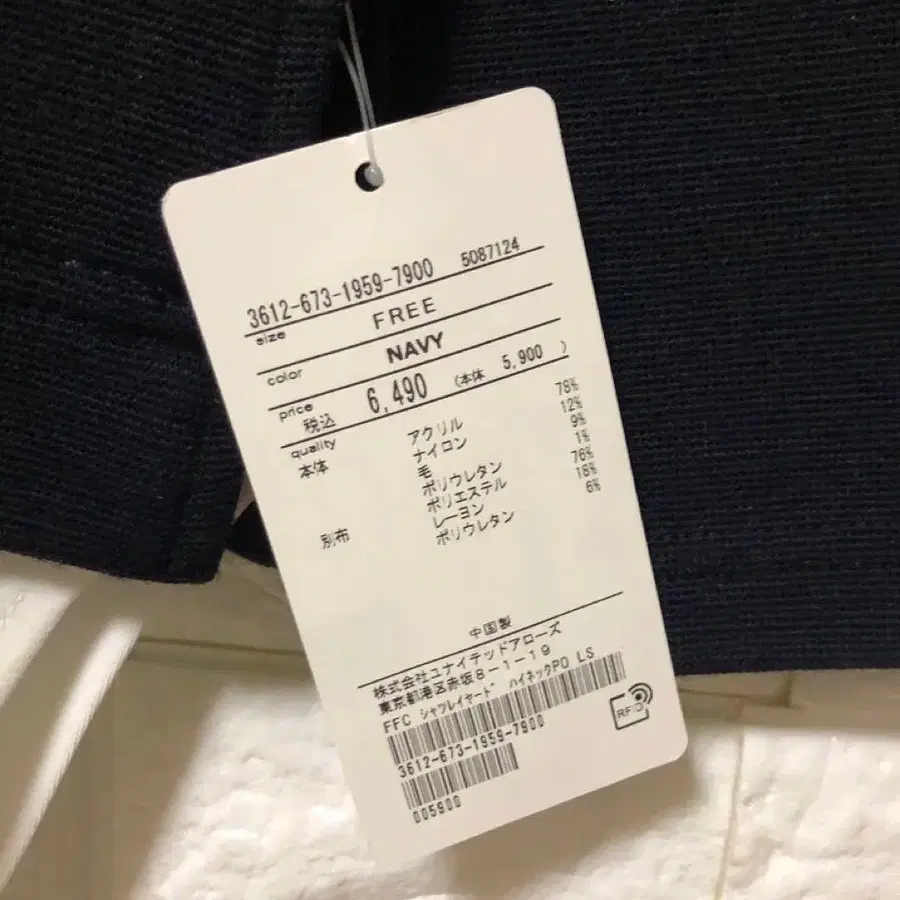 3612-673-1959-7900 5087124
size FREE
color NAVY
price 税込 6,490 (本体 5,900 )
quality
本体 アクリル 78%
ナイロン 12%
毛 9%
ポリウレタン 1%
別布 ポリエステル 76%
レーヨン 18%
ポリウレタン 6%
中国製
株式会社ユナイテッドアローズ
東京都港区赤坂8-1-19
FFC シャツレイヤード ハイネックPO LS
3612-673-1959-7900
005900
RFID